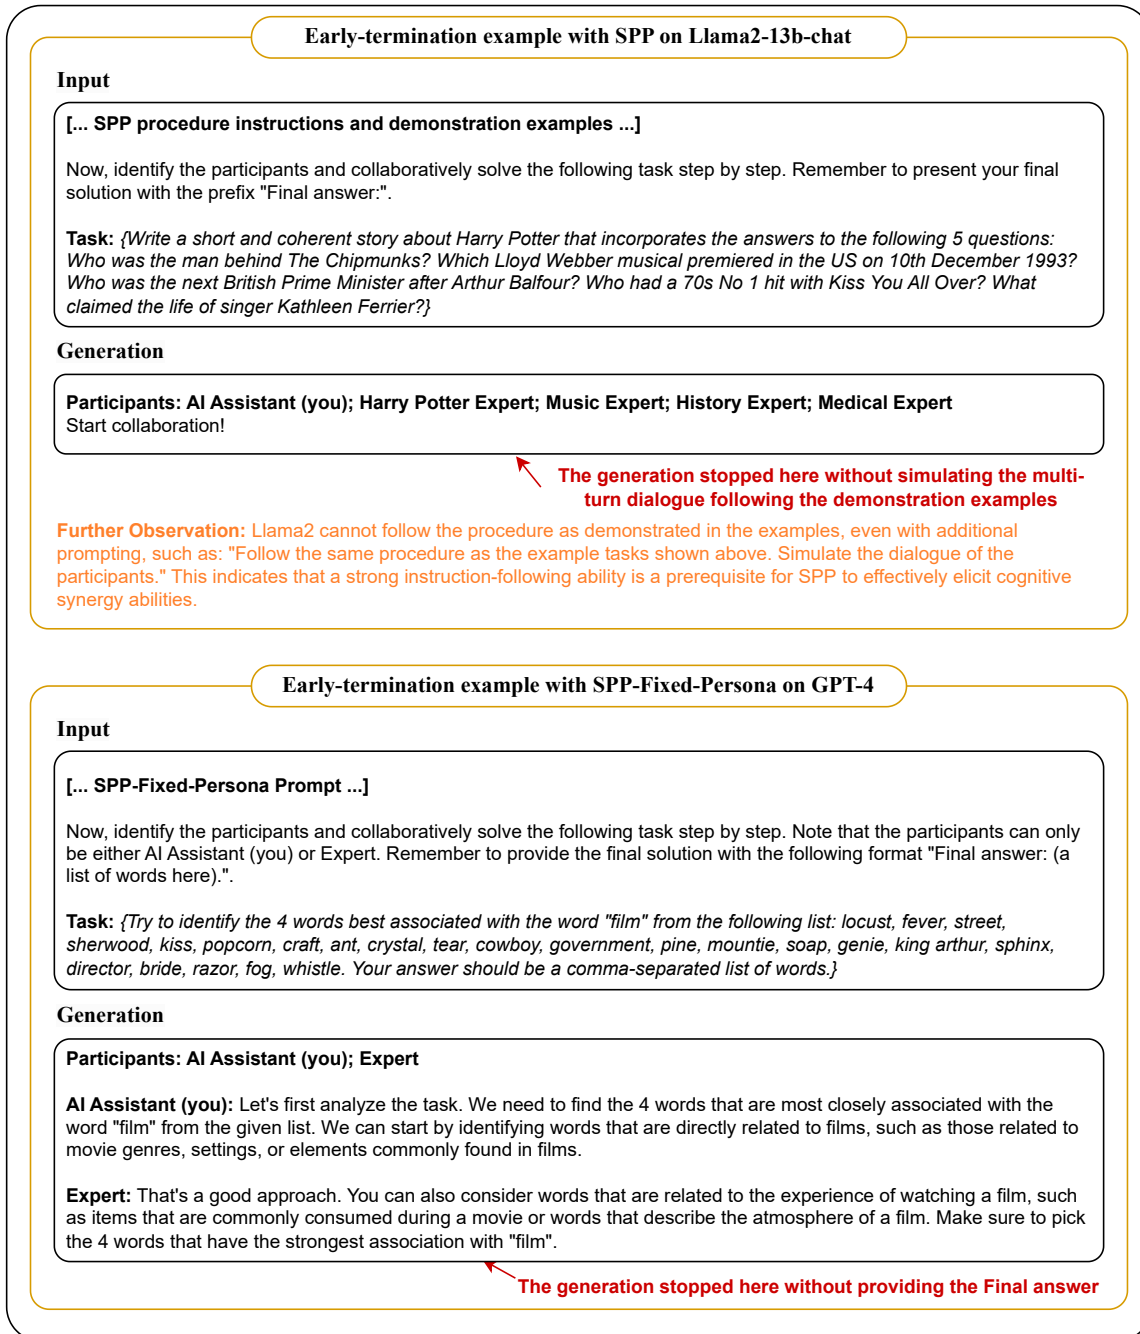 Early-termination example with SPP on Llama2-13b-chat
Input
[... SPP procedure instructions and demonstration examples ...]
Now, identify the participants and collaboratively solve the following task step by step. Remember to present your final
solution with the prefix "Final answer:".
Task: {Write a short and coherent story about Harry Potter that incorporates the answers to the following 5 questions:
Who was the man behind The Chipmunks? Which Lloyd Webber musical premiered in the US on 10th December 1993?
Who was the next British Prime Minister after Arthur Balfour? Who had a 70s No 1 hit with Kiss You All Over? What
claimed the life of singer Kathleen Ferrier?}
Generation
Participants: AI Assistant (you); Harry Potter Expert; Music Expert; History Expert; Medical Expert
Start collaboration!
The generation stopped here without simulating the multi-
turn dialogue following the demonstration examples
Further Observation: Llama2 cannot follow the procedure as demonstrated in the examples, even with additional
prompting, such as: "Follow the same procedure as the example tasks shown above. Simulate the dialogue of the
participants." This indicates that a strong instruction-following ability is a prerequisite for SPP to effectively elicit cognitive
synergy abilities.
Early-termination example with SPP-Fixed-Persona on GPT-4
Input
[... SPP-Fixed-Persona Prompt ...]
Now, identify the participants and collaboratively solve the following task step by step. Note that the participants can only
be either AI Assistant (you) or Expert. Remember to provide the final solution with the following format "Final answer: (a
list of words here).".
Task: {Try to identify the 4 words best associated with the word "film" from the following list: locust, fever, street,
sherwood, kiss, popcorn, craft, ant, crystal, tear, cowboy, government, pine, mountie, soap, genie, king arthur, sphinx,
director, bride, razor, fog, whistle. Your answer should be a comma-separated list of words.}
Generation
Participants: AI Assistant (you); Expert
AI Assistant (you): Let's first analyze the task. We need to find the 4 words that are most closely associated with the
word "film" from the given list. We can start by identifying words that are directly related to films, such as those related to
movie genres, settings, or elements commonly found in films.
Expert: That's a good approach. You can also consider words that are related to the experience of watching a film, such
as items that are commonly consumed during a movie or words that describe the atmosphere of a film. Make sure to pick
the 4 words that have the strongest association with "film".
The generation stopped here without providing the Final answer